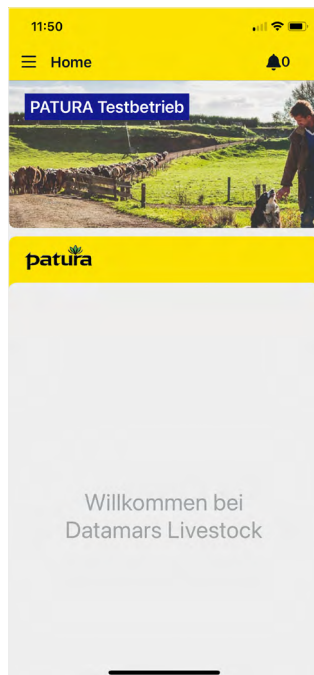 11:50
Home
0
PATURA Testbetrieb
patura
Willkommen bei
Datamars Livestock